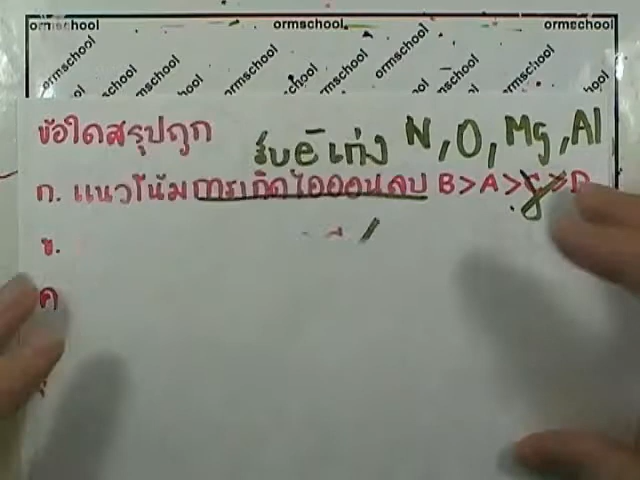 ormschool ormschool ormschool
ormschool ormschool
ormschool ormschool ormschool ormschool
ข้อใดสรุปถูก
รับ e เก่ง N, O, Mg, Al
ก. แนวโน้มการเกิดไอออนลบ B > A > C > D
ข.
ค